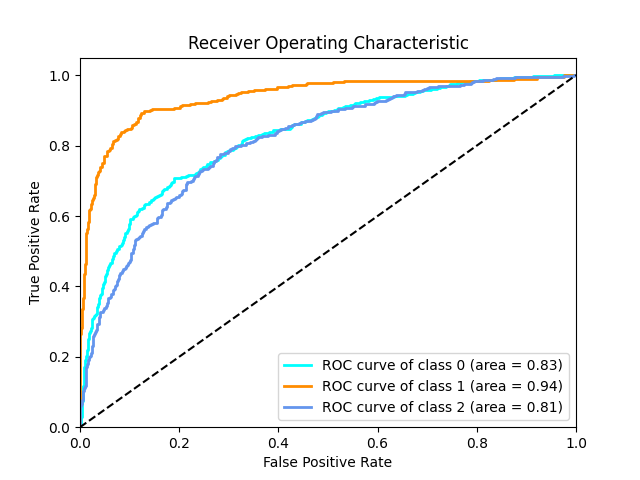 Receiver Operating Characteristic
True Positive Rate
1.0
0.8
0.6
0.4
0.2
0.0
0.0 0.2 0.4 0.6 0.8 1.0
False Positive Rate
ROC curve of class 0 (area = 0.83)
ROC curve of class 1 (area = 0.94)
ROC curve of class 2 (area = 0.81)